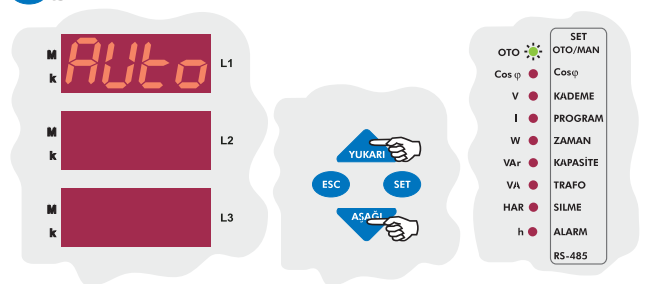 M
AUto
L1
k
M
L2
k
M
L3
k
YUKARI
ESC
SET
AŞAĞI
SET
OTO
OTO/MAN
Cos φ
Cosφ
V
KADEME
I
PROGRAM
W
ZAMAN
VAr
KAPASİTE
VA
TRAFO
HAR
SILME
h
ALARM
RS-485